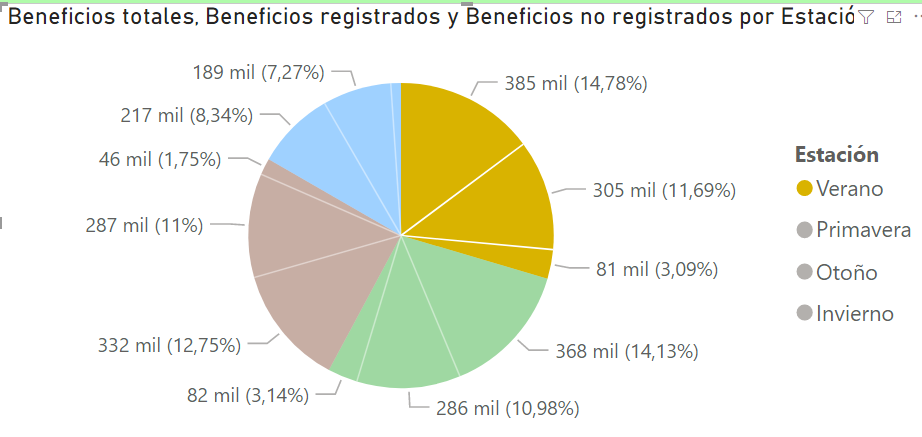 Beneficios totales, Beneficios registrados y Beneficios no registrados por Estació
189 mil (7,27%)
385 mil (14,78%)
217 mil (8,34%)
46 mil (1,75%)
305 mil (11,69%)
287 mil (11%)
81 mil (3,09%)
332 mil (12,75%)
368 mil (14,13%)
82 mil (3,14%)
286 mil (10,98%)
Estación
Verano
Primavera
Otoño
Invierno